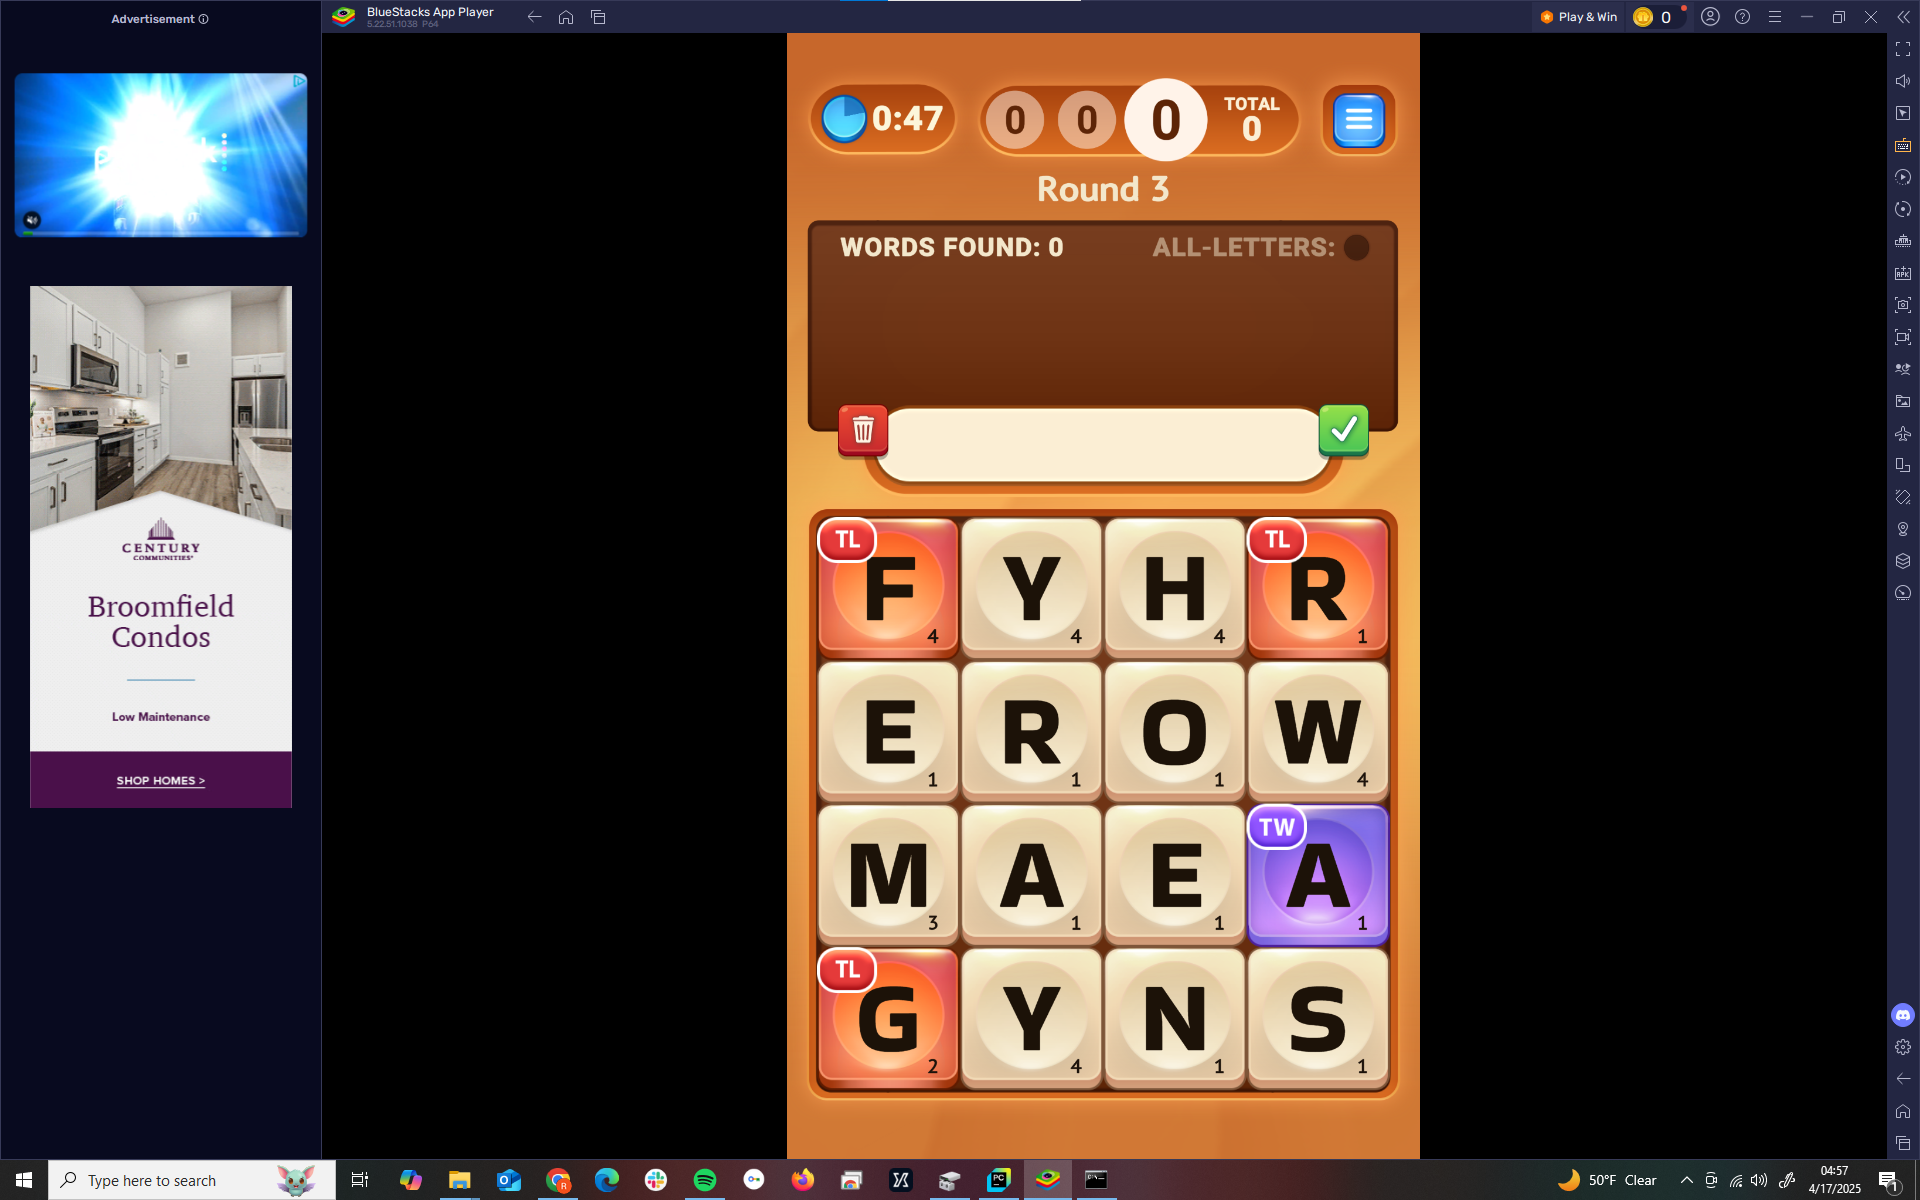 Advertisement
BlueStacks App Player
5.22.51.1038 P64
Play & Win
0
0:47
0
0
0
TOTAL
0
Round 3
WORDS FOUND: 0
ALL-LETTERS:
TL
F
4
Y
4
H
4
TL
R
1
E
1
R
1
O
1
W
4
M
3
A
1
E
1
TW
A
1
TL
G
2
Y
4
N
1
S
1
CENTURY
COMMUNITIES
Broomfield
Condos
Low Maintenance
SHOP HOMES >
Type here to search
50°F Clear
04:57
4/17/2025
1